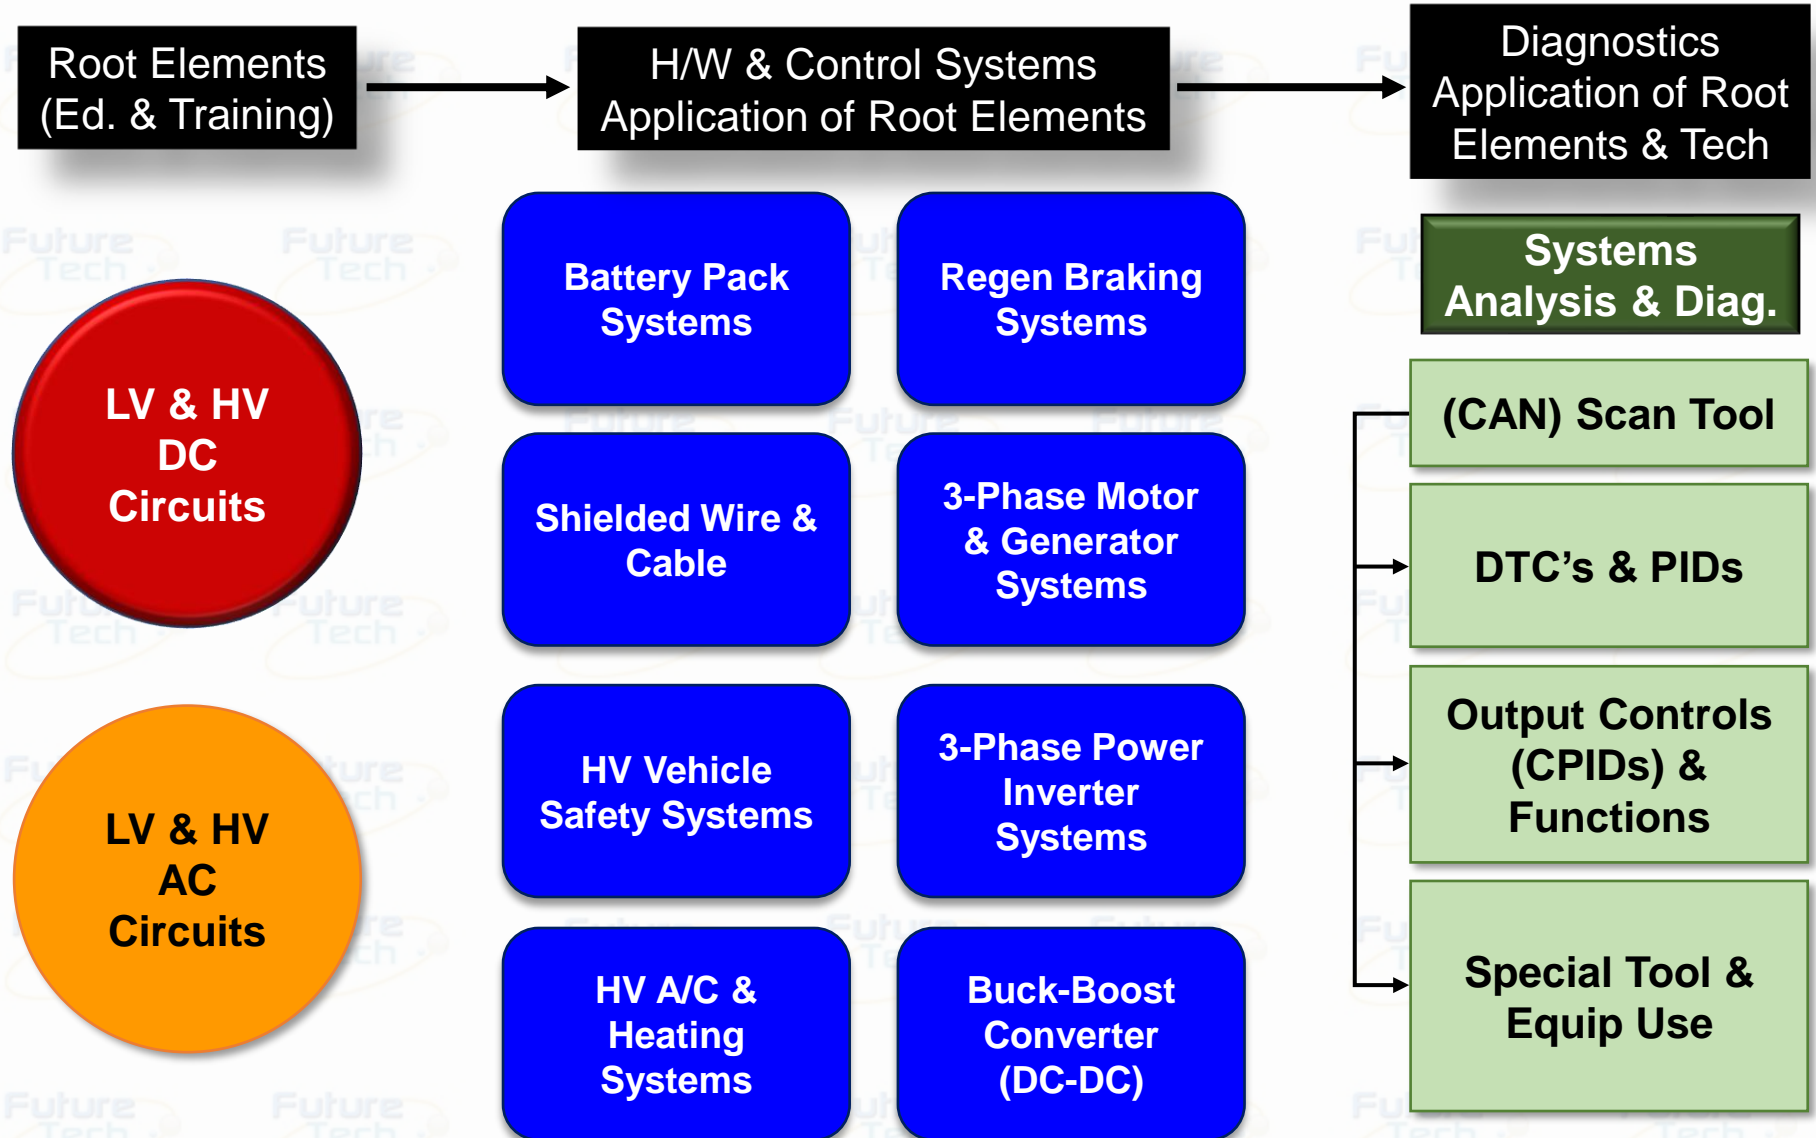 Root Elements
(Ed. & Training)
H/W & Control Systems
Application of Root Elements
Diagnostics
Application of Root
Elements & Tech
LV & HV
DC
Circuits
LV & HV
AC
Circuits
Battery Pack
Systems
Regen Braking
Systems
Shielded Wire &
Cable
3-Phase Motor
& Generator
Systems
HV Vehicle
Safety Systems
3-Phase Power
Inverter
Systems
HV A/C &
Heating
Systems
Buck-Boost
Converter
(DC-DC)
Systems
Analysis & Diag.
(CAN) Scan Tool
DTC’s & PIDs
Output Controls
(CPIDs) &
Functions
Special Tool &
Equip Use
Future
Tech